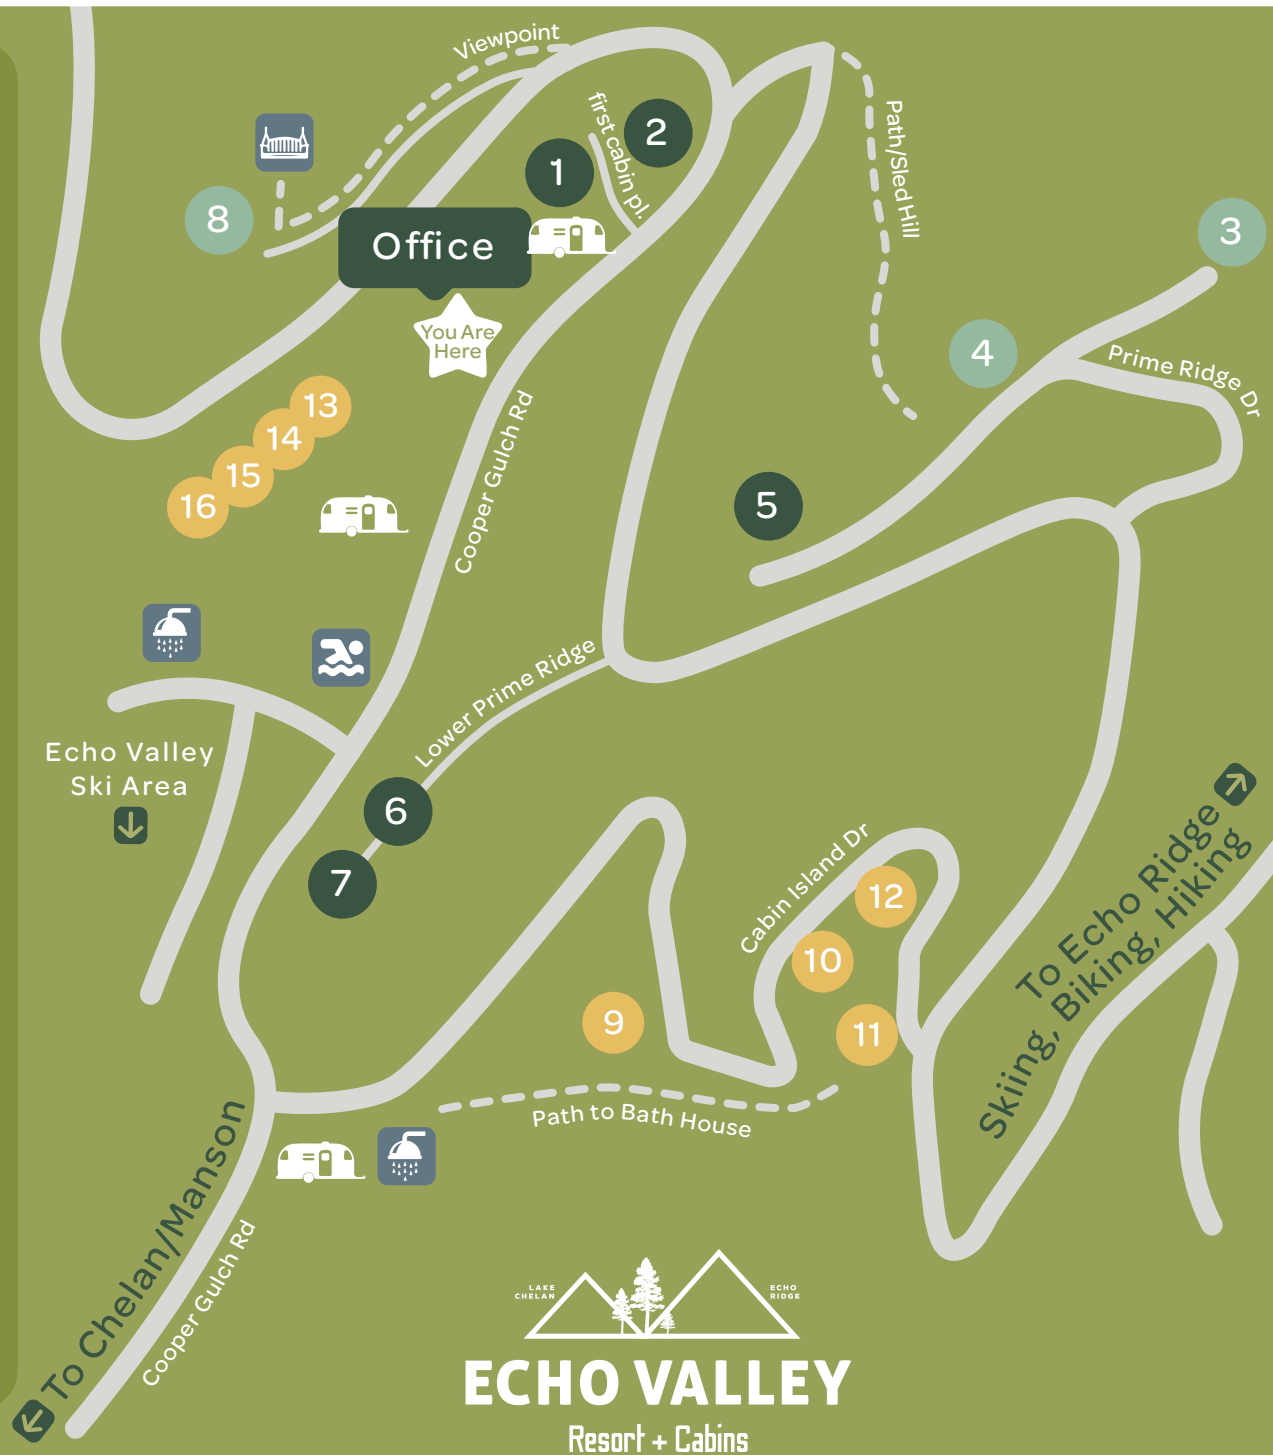 Viewpoint
first cabin pl.
2
1
Path/Sled Hill
8
3
Office
You Are
Here
4
Prime Ridge Dr
13
14
15
16
Cooper Gulch Rd
5
Lower Prime Ridge
Echo Valley
Ski Area
6
7
Cabin Island Dr
12
10
9
11
To Echo Ridge
Skiing, Biking, Hiking
Path to Bath House
To Chelan/Manson
Cooper Gulch Rd
LAKE
CHELAN
ECHO
RIDGE
ECHO VALLEY
Resort + Cabins